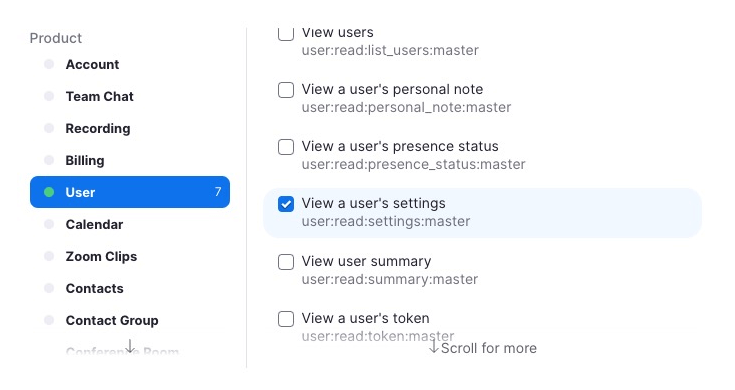 Product
Account
Team Chat
Recording
Billing
User 7
Calendar
Zoom Clips
Contacts
Contact Group
Conference Room
View users
user:read:list_users:master
View a user's personal note
user:read:personal_note:master
View a user's presence status
user:read:presence_status:master
View a user's settings
user:read:settings:master
View user summary
user:read:summary:master
View a user's token
user:read:token:master
Scroll for more